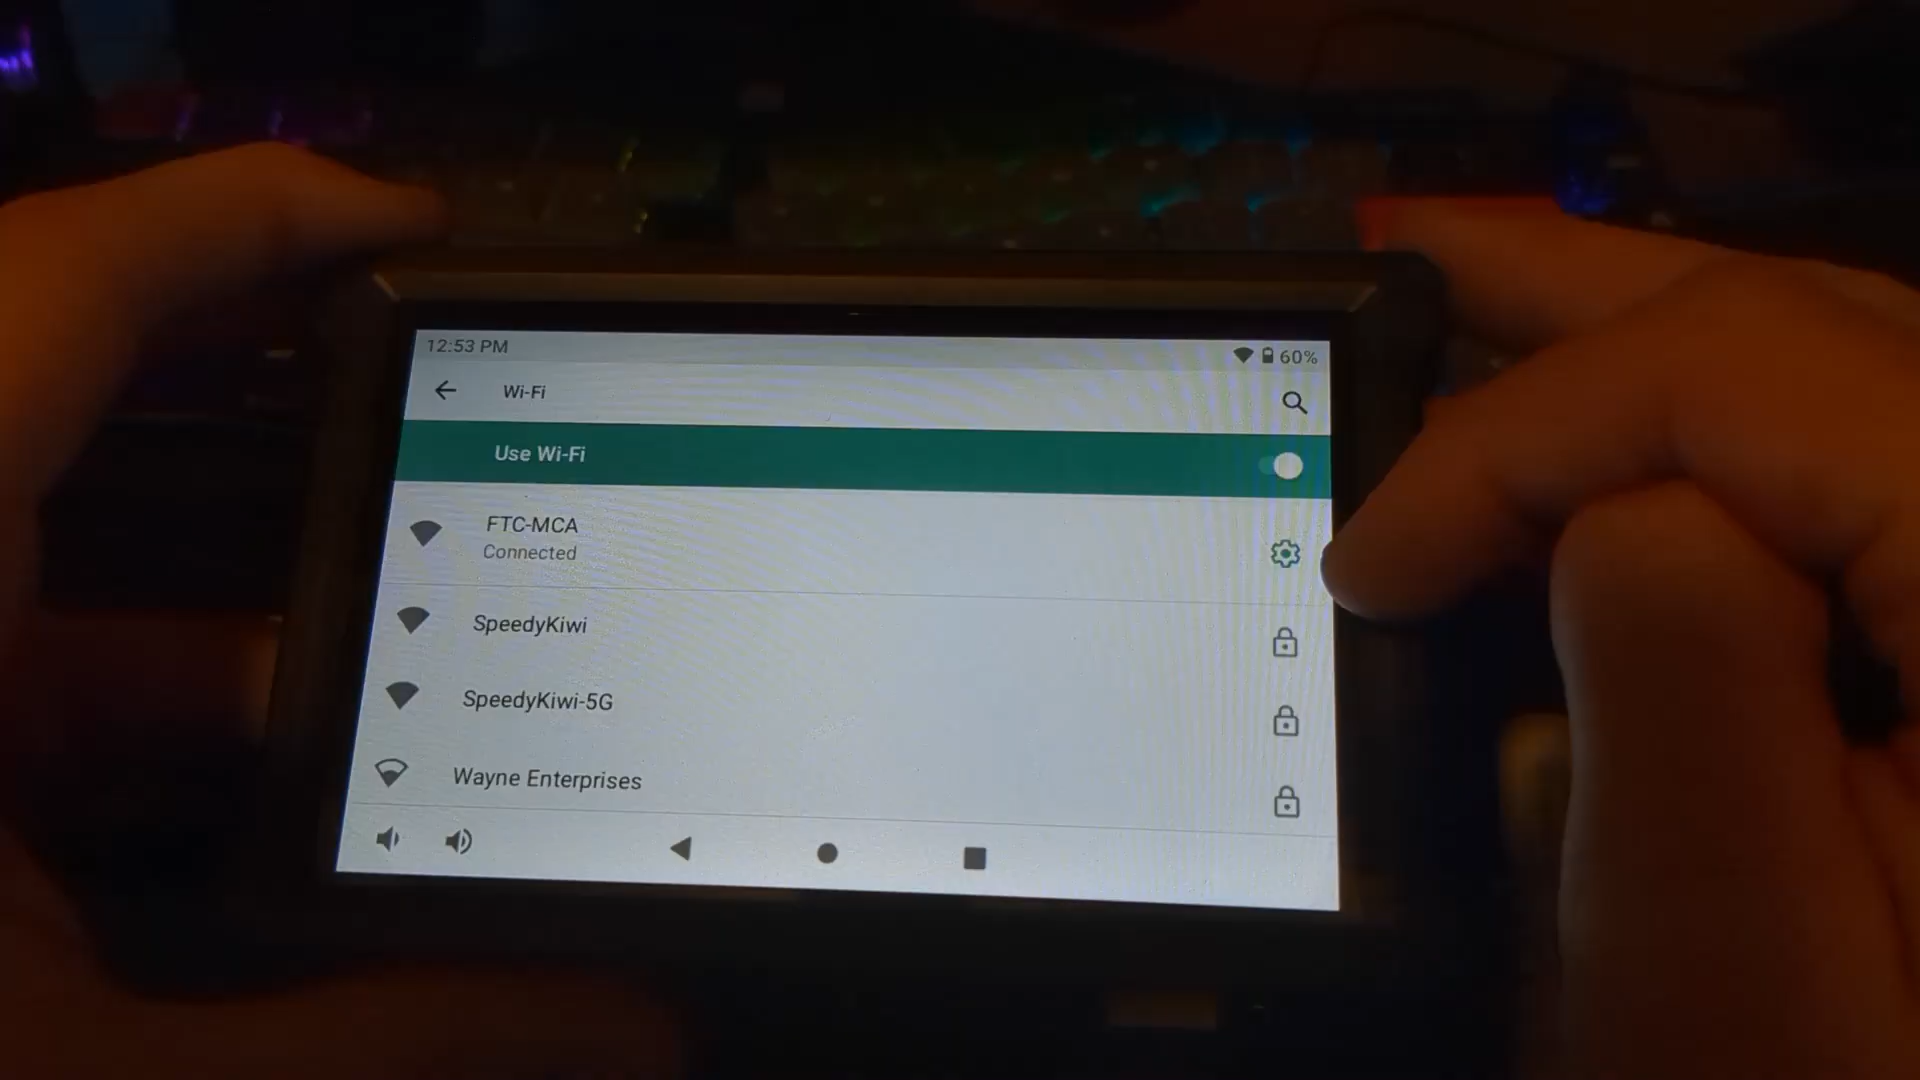 12:53 PM
60%
Wi-Fi
Use Wi-Fi
FTC-MCA
Connected
SpeedyKiwi
SpeedyKiwi-5G
Wayne Enterprises